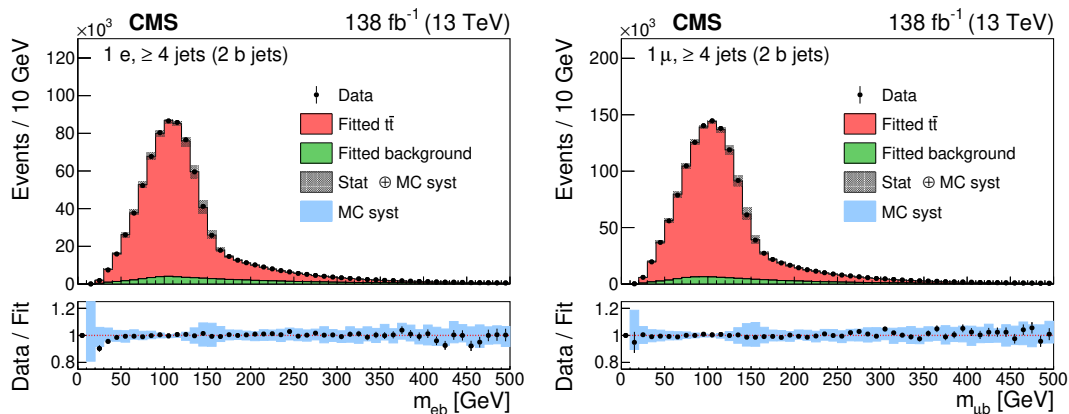 CMS 138 fb⁻¹ (13 TeV)
×10³
1 e, ≥ 4 jets (2 b jets)
Events / 10 GeV
120
100
80
60
40
20
0
Data
Fitted tt̄
Fitted background
Stat ⊕ MC syst
MC syst
Data / Fit
1.2
1
0.8
0 50 100 150 200 250 300 350 400 450 500
m_eb [GeV]
CMS 138 fb⁻¹ (13 TeV)
×10³
1 μ, ≥ 4 jets (2 b jets)
Events / 10 GeV
200
150
100
50
0
Data
Fitted tt̄
Fitted background
Stat ⊕ MC syst
MC syst
Data / Fit
1.2
1
0.8
0 50 100 150 200 250 300 350 400 450 500
m_μb [GeV]